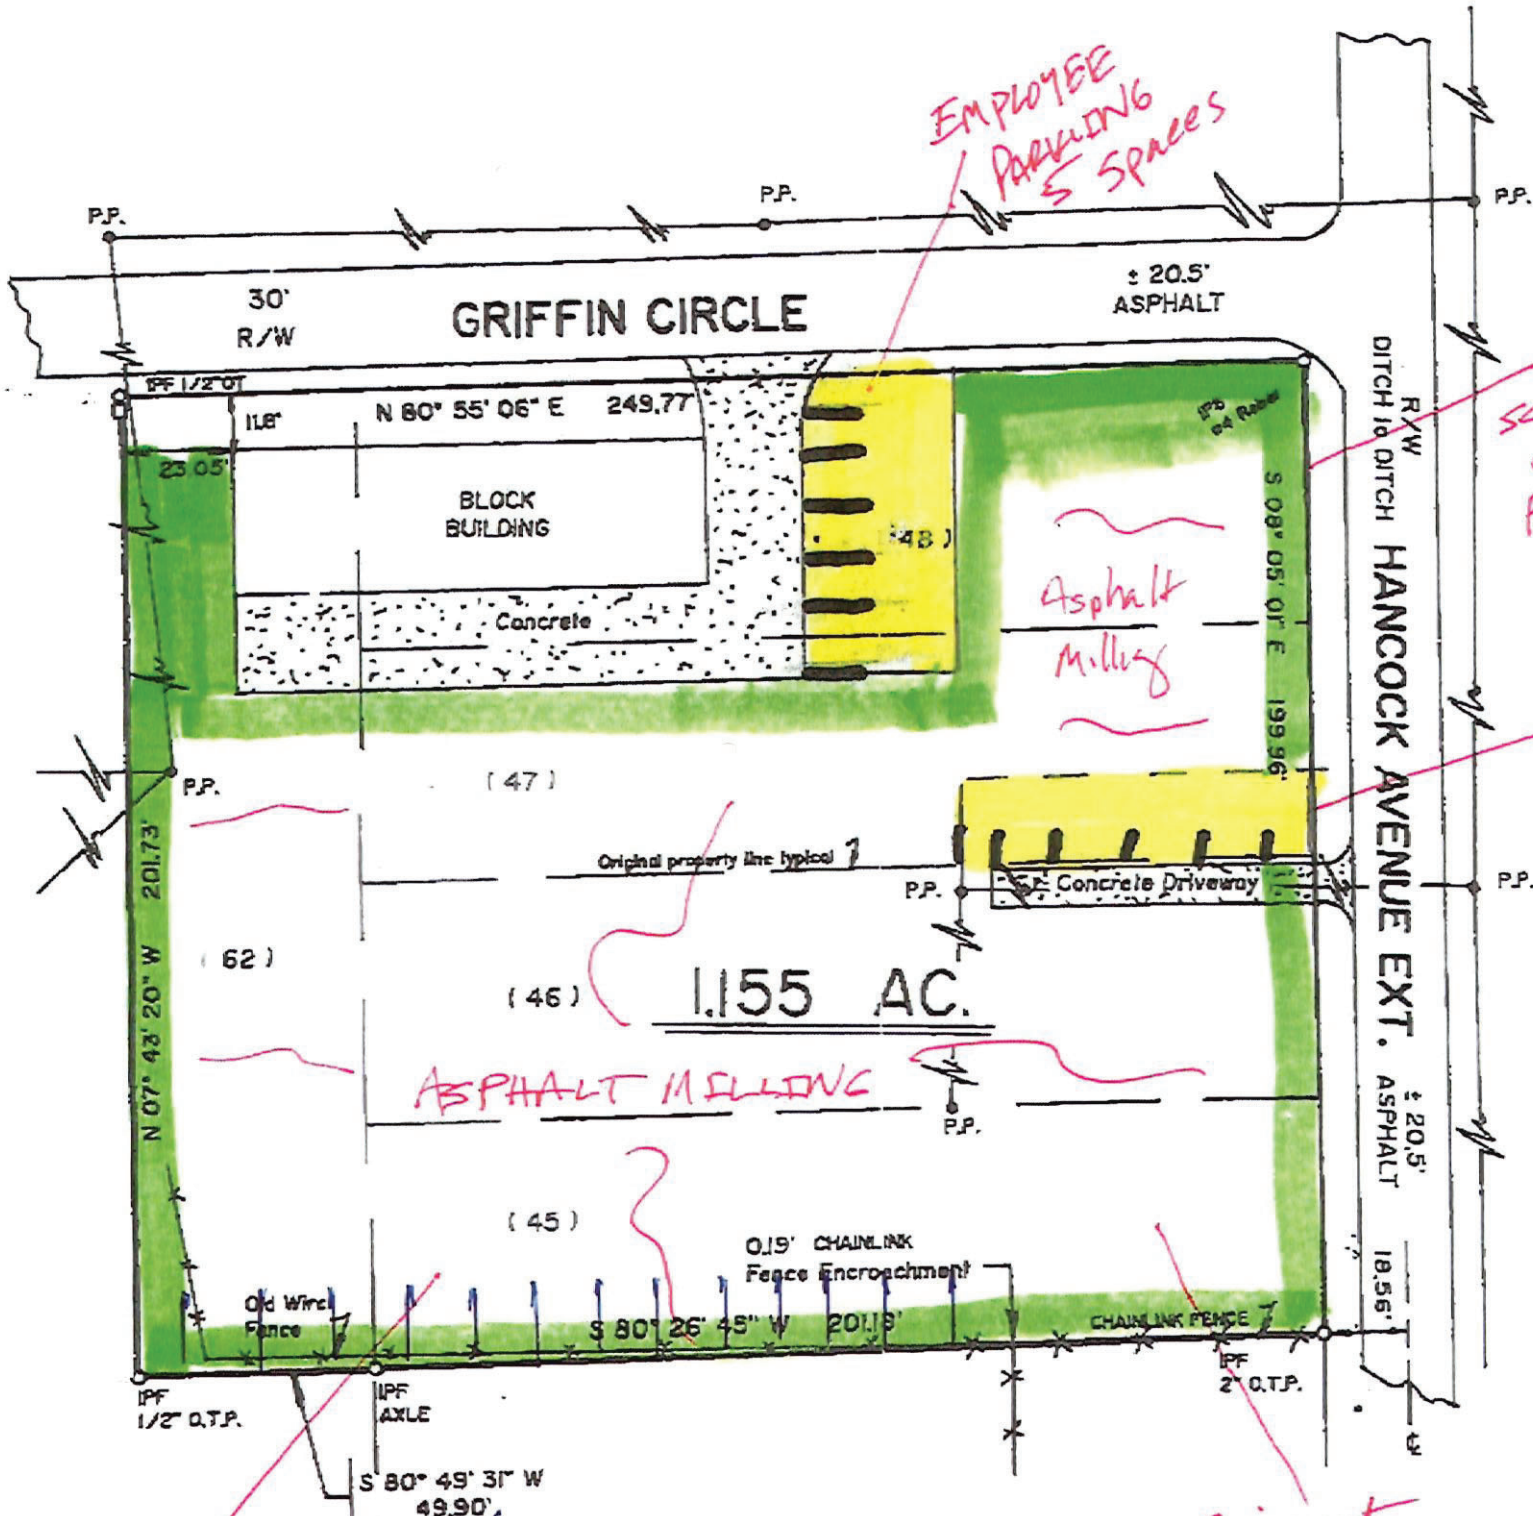 EMPLOYEE
PARKING
5 Spaces
P.P.
P.P.
P.P.
30'
R/W
GRIFFIN CIRCLE
± 20.5'
ASPHALT
IPF 1/2" OT
11.8'
N 80° 55' 06" E 249.77'
23.05'
BLOCK
BUILDING
(48)
#4 Rebar
R/W
DITCH to DITCH
HANCOCK AVENUE EXT.
± 20.5'
ASPHALT
18.56'
S 08° 05' 01" E 199.96'
Asphalt
Milling
Concrete
P.P.
(47)
Original property line typical
P.P.
Concrete Driveway
P.P.
N 07° 43' 20" W 201.73'
(62)
(46)
1.155 AC.
ASPHALT MILLING
P.P.
(45)
0.19' CHAINLINK
Fence Encroachment
Old Wire
Fence
S 80° 26' 45" W 201.19'
CHAINLINK FENCE
IPF
1/2" O.T.P.
IPF
AXLE
IPF
2" O.T.P.
S 80° 49' 31" W
49.90'